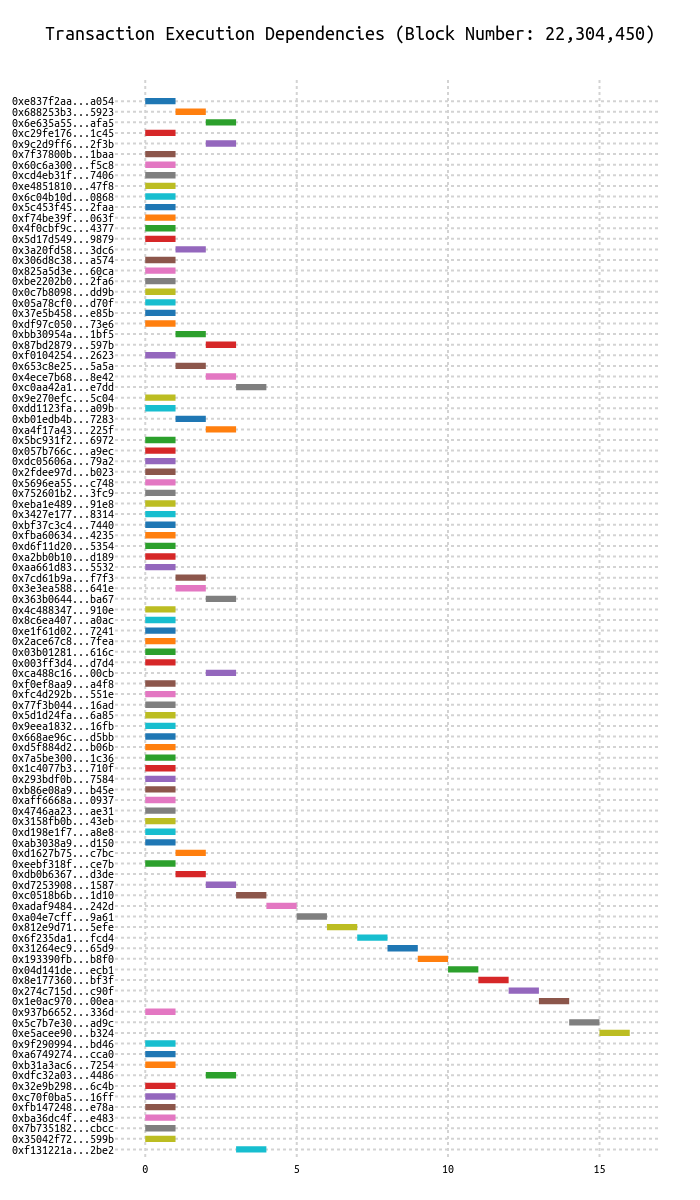 Transaction Execution Dependencies (Block Number: 22,304,450)
0xe837f2aa...a054
0x688253b3...5923
0x6e635a55...afa5
0xc29fe176...1c45
0x9c2d9ff6...2f3b
0x7f37800b...1baa
0x60c6a300...f5c8
0xcd4eb31f...7406
0xe4851810...47f8
0x6c04b10d...0868
0x5c453f45...2faa
0xf74be39f...063f
0x4f0cbf9c...4377
0x5d17d549...9879
0x3a20fd58...3dc6
0x306d8c38...a574
0x825a5d3e...60ca
0xbe2202b0...2fa6
0x0c7b8098...dd9b
0x05a78cf0...d70f
0x37e5b458...e85b
0xdf97c050...73e6
0xbb30954a...1bf5
0x87bd2879...597b
0xf0104254...2623
0x653c8e25...5a5a
0x4ece7b68...8e42
0xc0aa42a1...e7dd
0x9e270efc...5c04
0xdd1123fa...a09b
0xb01edb4b...7283
0xa4f17a43...225f
0x5bc931f2...6972
0x057b766c...a9ec
0xdc05606a...79a2
0x2fdee97d...b023
0x5696ea55...c748
0x752601b2...3fc9
0xeba1e489...91e8
0x3427e177...8314
0xbf37c3c4...7440
0xfba60634...4235
0xd6f11d20...5354
0xa2bb0b10...d189
0xaa661d83...5532
0x7cd61b9a...f7f3
0x3e3ea588...641e
0x363b0644...ba67
0x4c488347...910e
0x8c6ea407...a0ac
0xe1f61d02...7241
0x2ace67c8...7fea
0x03b01281...616c
0x003ff3d4...d7d4
0xca488c16...00cb
0xf0ef8aa9...a4f8
0xfc4d292b...551e
0x77f3b044...16ad
0x5d1d24fa...6a85
0x9eea1832...16fb
0x668ae96c...d5bb
0xd5f884d2...b06b
0x7a5be300...1c36
0x1c4077b3...710f
0x293bdf0b...7584
0xb86e08a9...b45e
0xaff6668a...0937
0x4746aa23...ae31
0x3158fb0b...43eb
0xd198e1f7...a8e8
0xab3038a9...d150
0xd1627b75...c7bc
0xeebf318f...ce7b
0xdb0b6367...d3de
0xd7253908...1587
0xc0518b6b...1d10
0xadaf9484...242d
0xa04e7cff...9a61
0x812e9d71...5efe
0x6f235da1...fcd4
0x31264ec9...65d9
0x193390fb...b8f0
0x04d141de...ecb1
0x8e177360...bf3f
0x274c715d...c90f
0x1e0ac970...00ea
0x937b6652...336d
0x5c7b7e30...ad9c
0xe5acee90...b324
0x9f290994...bd46
0xa6749274...cca0
0xb31a3ac6...7254
0xdfc32a03...4486
0x32e9b298...6c4b
0xc70f0ba5...16ff
0xfb147248...e78a
0xba36dc4f...e483
0x7b735182...cbcc
0x35042f72...599b
0xf131221a...2be2
0 5 10 15